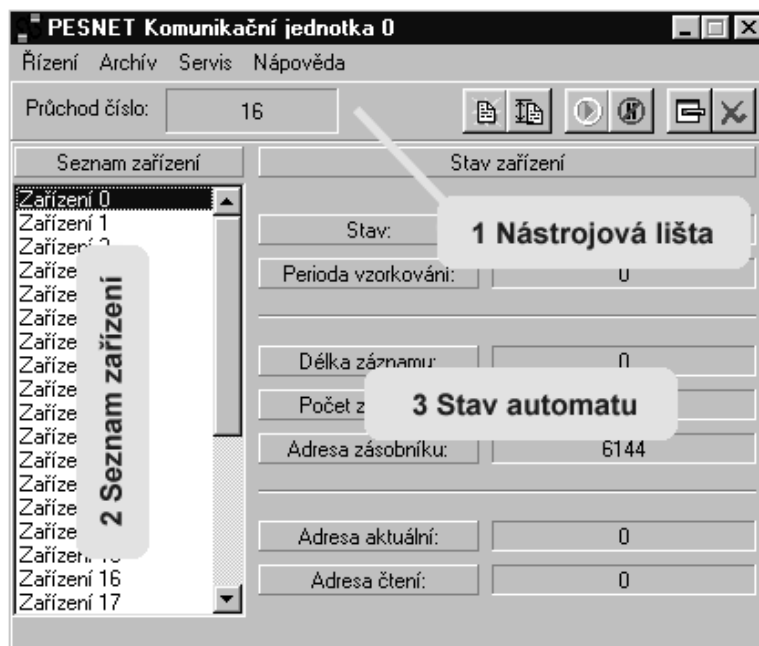 PESNET Komunikační jednotka 0
Řízení Archív Servis Nápověda
Průchod číslo: 16
Seznam zařízení
Stav zařízení
Zařízení 0
Zařízení 1
Zařízení 16
Zařízení 17
1 Nástrojová lišta
2 Seznam zařízení
3 Stav automatu
Stav:
Perioda vzorkování: 0
Délka záznamu: 0
Počet
Adresa zásobníku: 6144
Adresa aktuální: 0
Adresa čtení: 0